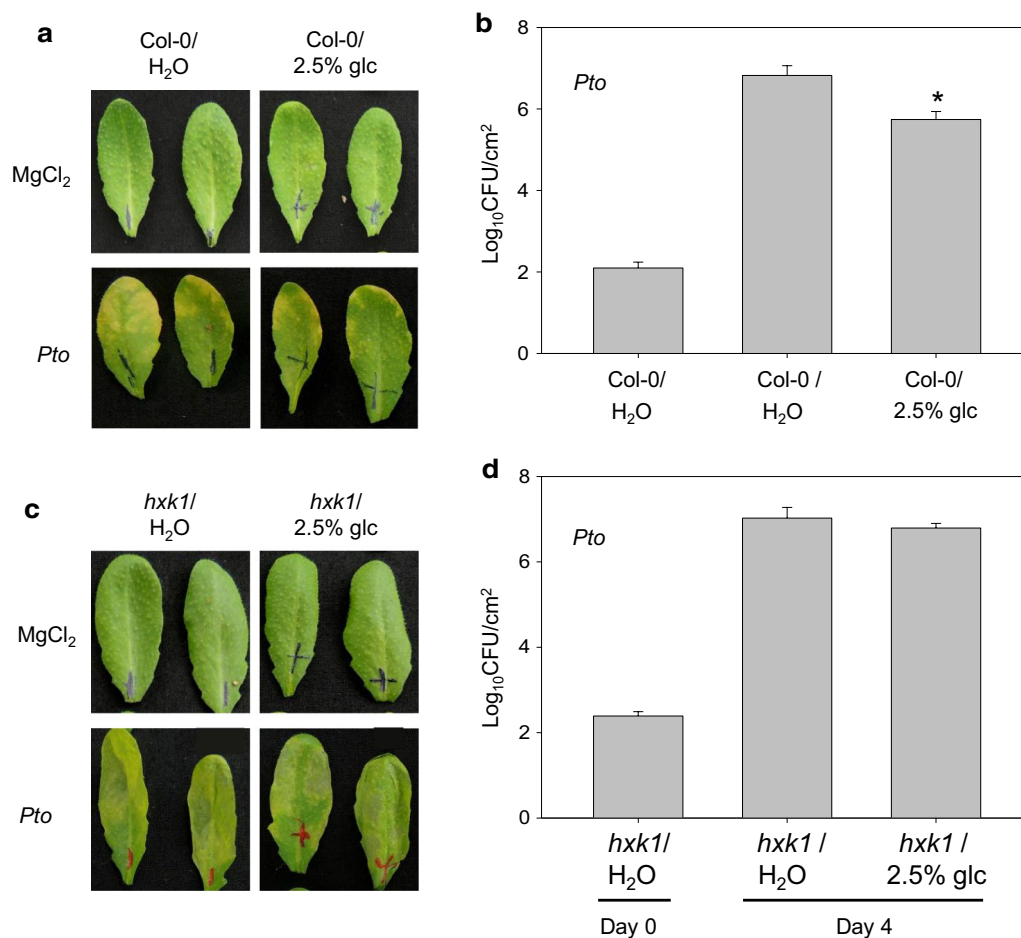 a
Col-0/
H₂O
Col-0/
2.5% glc
MgCl₂
Pto
b
8
6
4
2
0
Log₁₀CFU/cm²
Pto
*
Col-0/
H₂O
Col-0 /
H₂O
Col-0/
2.5% glc
c
hxk1/
H₂O
hxk1/
2.5% glc
MgCl₂
Pto
d
8
6
4
2
0
Log₁₀CFU/cm²
Pto
hxk1/
H₂O
hxk1 /
H₂O
hxk1 /
2.5% glc
Day 0
Day 4